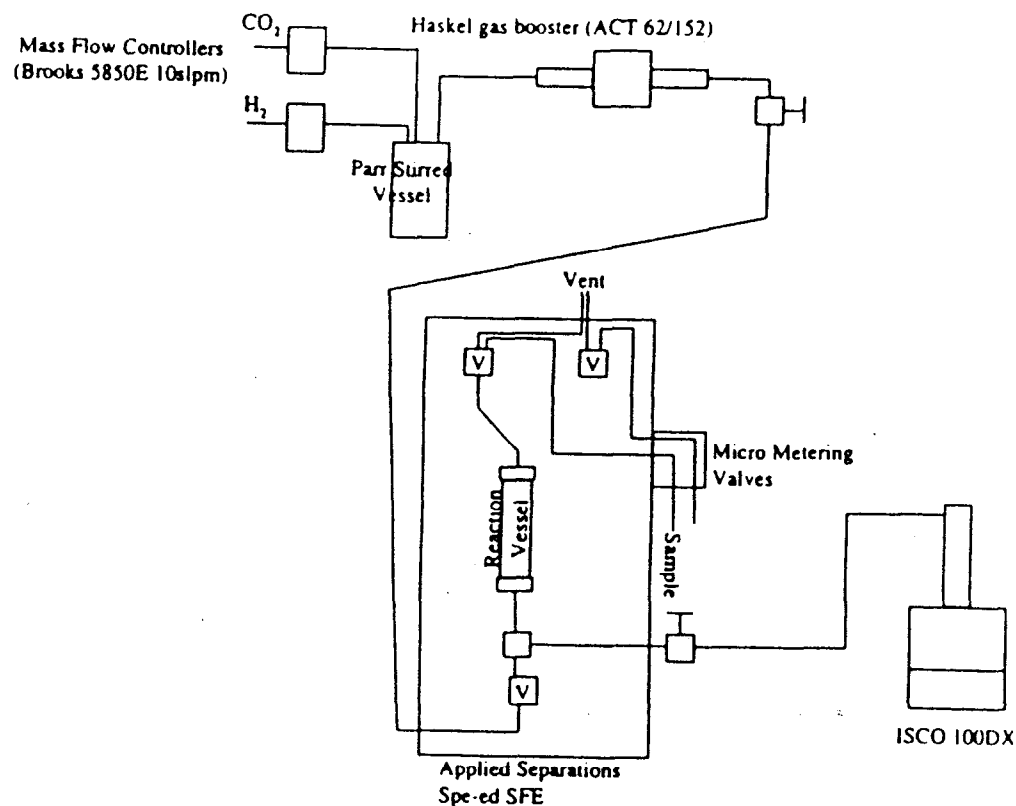 CO2
Haskel gas booster (ACT 62/152)
Mass Flow Controllers
(Brooks 5850E 10slpm)
H2
Parr Stirred
Vessel
Vent
V
V
Micro Metering
Valves
Reaction
Vessel
Sample
V
ISCO 100DX
Applied Separations
Spe-ed SFE